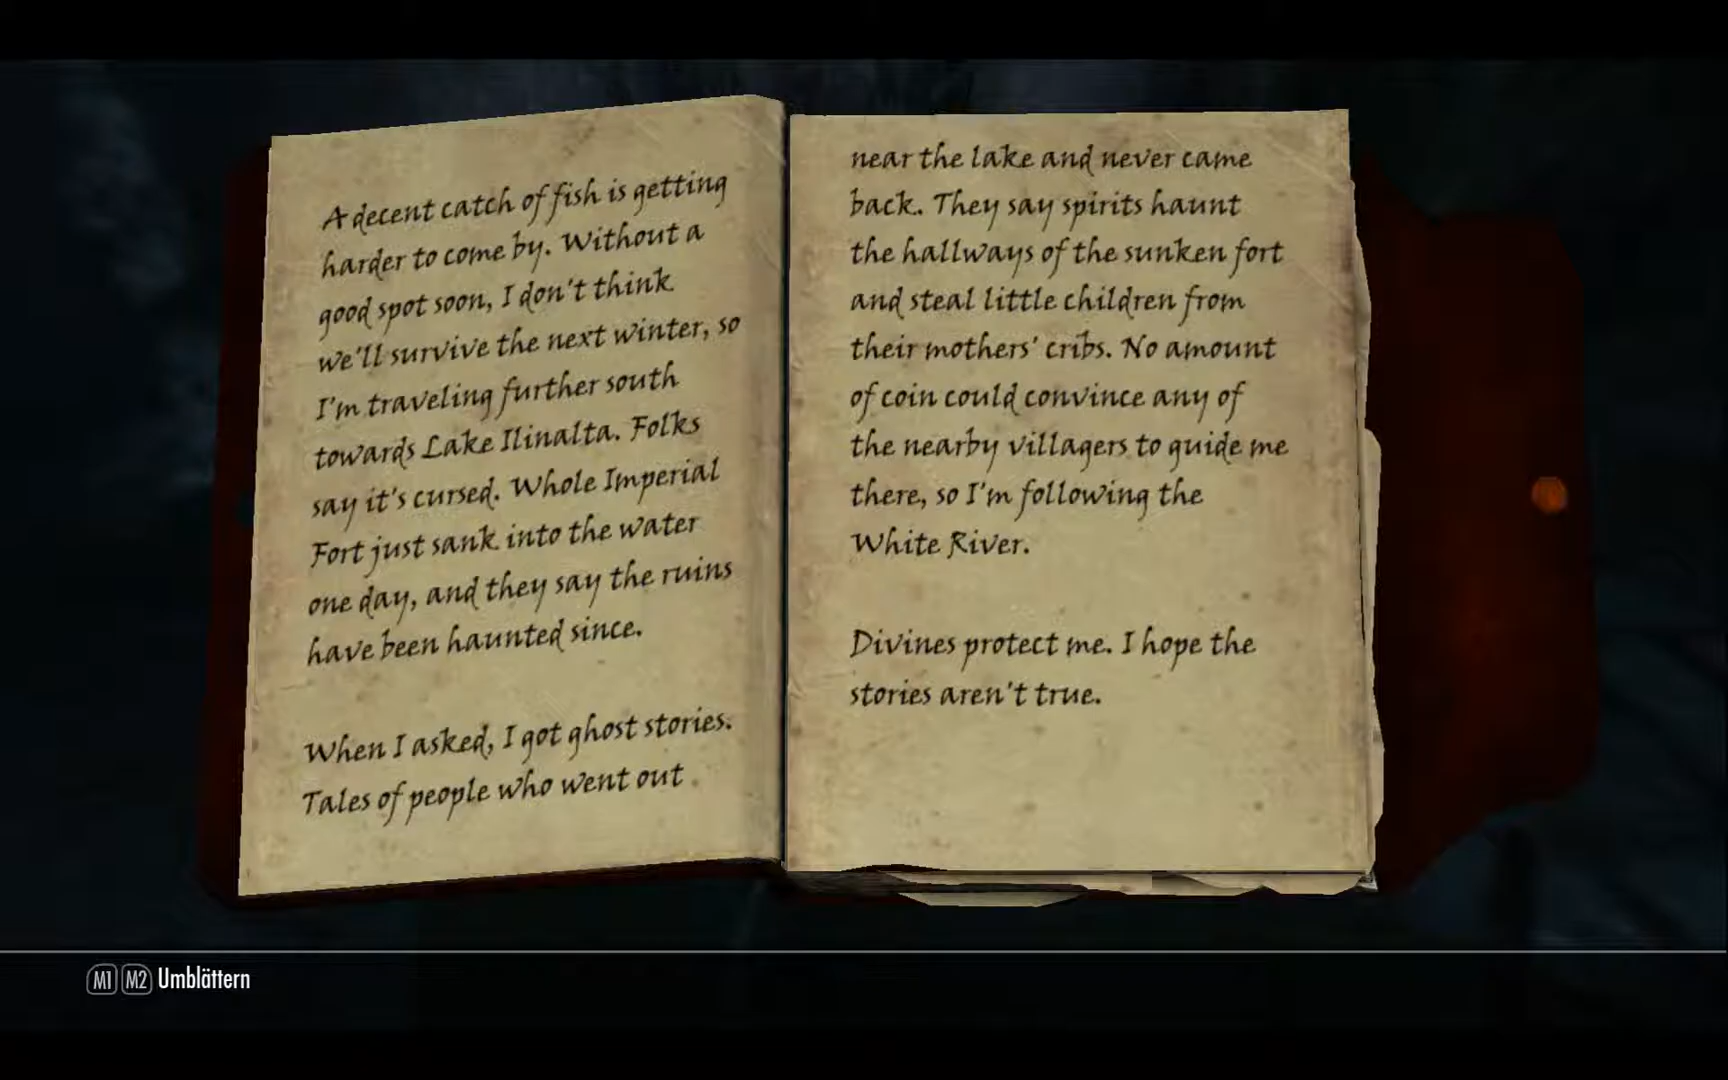 A decent catch of fish is getting
harder to come by. Without a
good spot soon, I don't think
we'll survive the next winter, so
I'm traveling further south
towards Lake Ilinalta. Folks
say it's cursed. Whole Imperial
Fort just sank into the water
one day, and they say the ruins
have been haunted since.
When I asked, I got ghost stories.
Tales of people who went out
near the lake and never came
back. They say spirits haunt
the hallways of the sunken fort
and steal little children from
their mothers' cribs. No amount
of coin could convince any of
the nearby villagers to guide me
there, so I'm following the
White River.
Divines protect me. I hope the
stories aren't true.
M1 M2 Umblättern